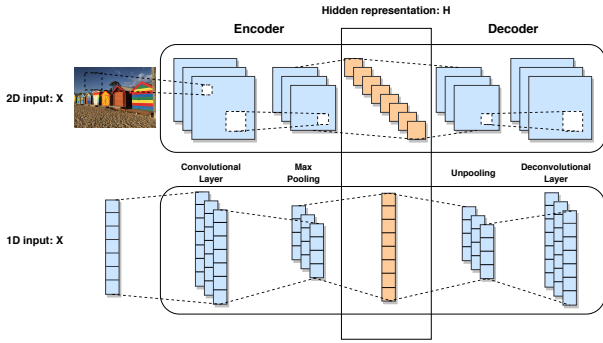 Hidden representation: H
Encoder
Decoder
2D input: X
Convolutional
Layer
Max
Pooling
Unpooling
Deconvolutional
Layer
1D input: X